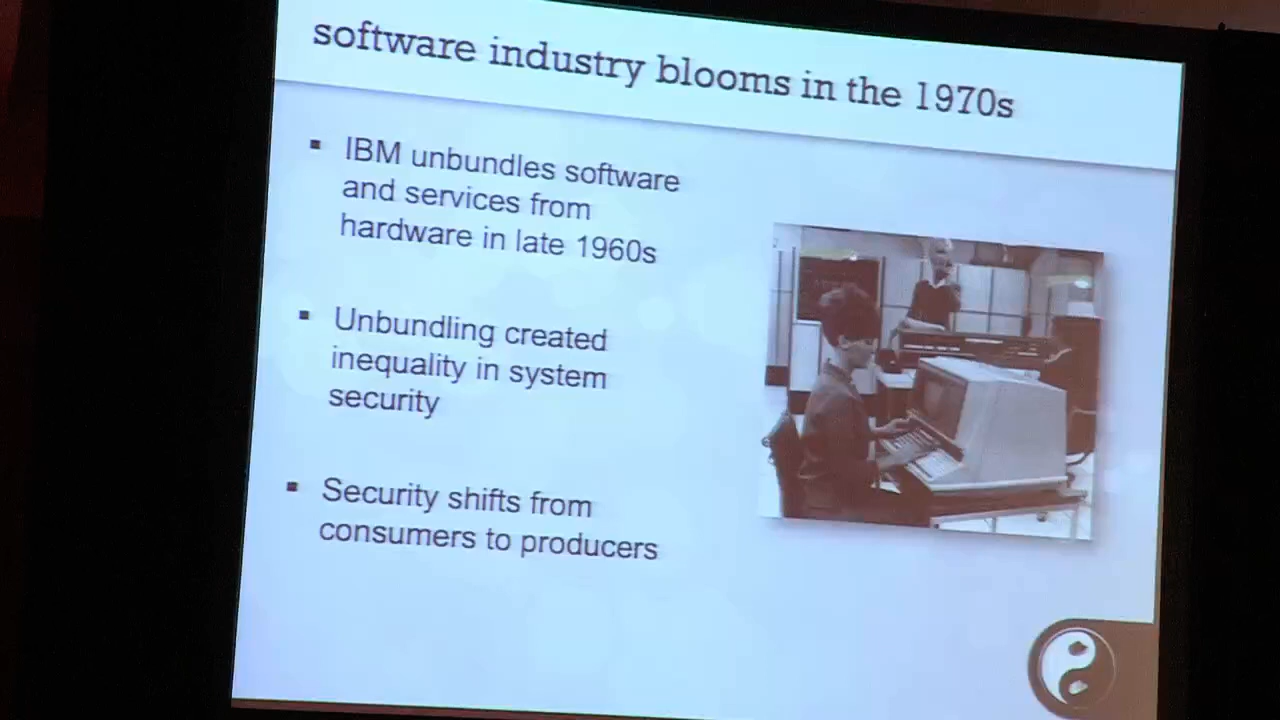 software industry blooms in the 1970s
IBM unbundles software
and services from
hardware in late 1960s
Unbundling created
inequality in system
security
Security shifts from
consumers to producers